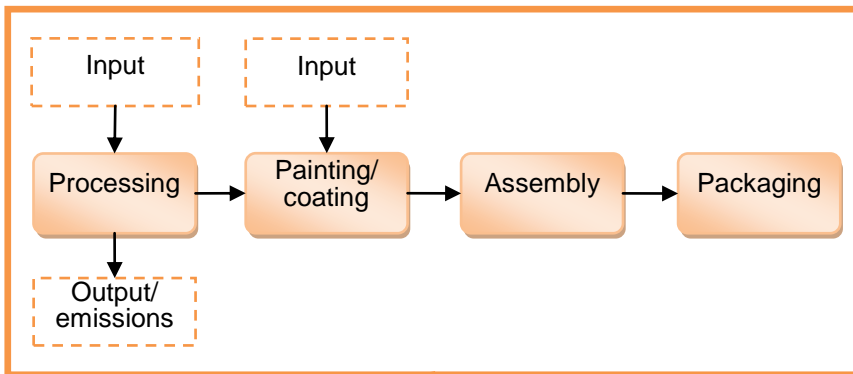 Input
Input
Processing
Painting/
coating
Assembly
Packaging
Output/
emissions